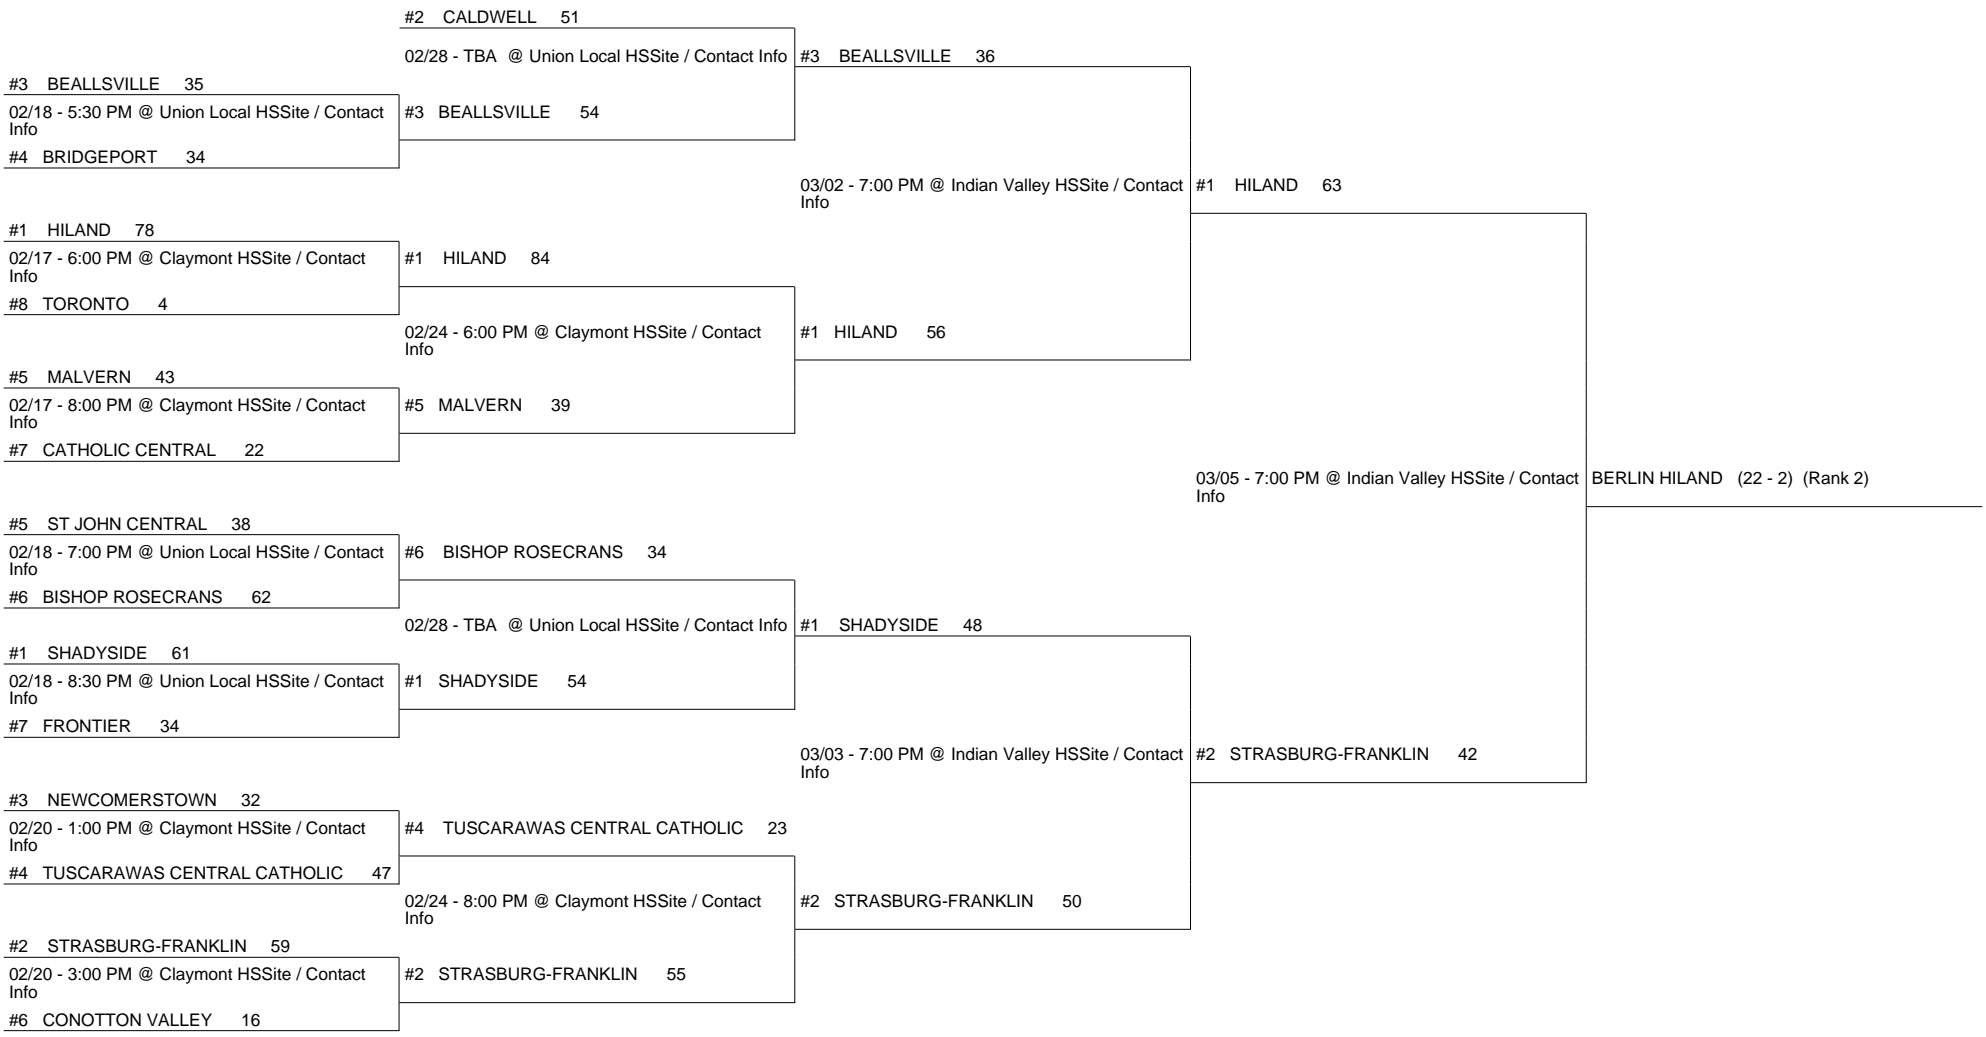 #2 CALDWELL 51
02/28 - TBA @ Union Local HSSite / Contact Info
#3 BEALLSVILLE 36
#3 BEALLSVILLE 35
02/18 - 5:30 PM @ Union Local HSSite / Contact
Info
#3 BEALLSVILLE 54
#4 BRIDGEPORT 34
03/02 - 7:00 PM @ Indian Valley HSSite / Contact
Info
#1 HILAND 63
#1 HILAND 78
02/17 - 6:00 PM @ Claymont HSSite / Contact
Info
#1 HILAND 84
#8 TORONTO 4
02/24 - 6:00 PM @ Claymont HSSite / Contact
Info
#1 HILAND 56
#5 MALVERN 43
02/17 - 8:00 PM @ Claymont HSSite / Contact
Info
#5 MALVERN 39
#7 CATHOLIC CENTRAL 22
03/05 - 7:00 PM @ Indian Valley HSSite / Contact
Info
BERLIN HILAND (22 - 2) (Rank 2)
#5 ST JOHN CENTRAL 38
02/18 - 7:00 PM @ Union Local HSSite / Contact
Info
#6 BISHOP ROSECRANS 34
#6 BISHOP ROSECRANS 62
02/28 - TBA @ Union Local HSSite / Contact Info
#1 SHADYSIDE 48
#1 SHADYSIDE 61
02/18 - 8:30 PM @ Union Local HSSite / Contact
Info
#1 SHADYSIDE 54
#7 FRONTIER 34
03/03 - 7:00 PM @ Indian Valley HSSite / Contact
Info
#2 STRASBURG-FRANKLIN 42
#3 NEWCOMERSTOWN 32
02/20 - 1:00 PM @ Claymont HSSite / Contact
Info
#4 TUSCARAWAS CENTRAL CATHOLIC 23
#4 TUSCARAWAS CENTRAL CATHOLIC 47
02/24 - 8:00 PM @ Claymont HSSite / Contact
Info
#2 STRASBURG-FRANKLIN 50
#2 STRASBURG-FRANKLIN 59
02/20 - 3:00 PM @ Claymont HSSite / Contact
Info
#2 STRASBURG-FRANKLIN 55
#6 CONOTTON VALLEY 16